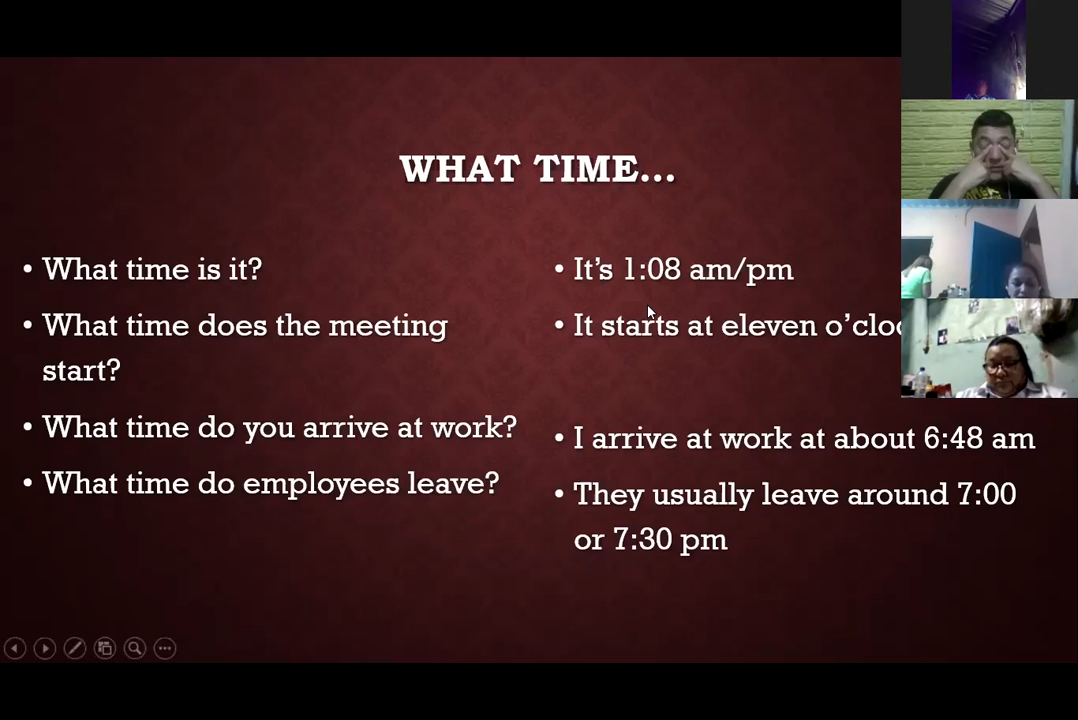 WHAT TIME...
• What time is it?
• What time does the meeting
start?
• What time do you arrive at work?
• What time do employees leave?
• It's 1:08 am/pm
• It starts at eleven
• I arrive at work at about 6:48 am
• They usually leave around 7:00
or 7:30 pm